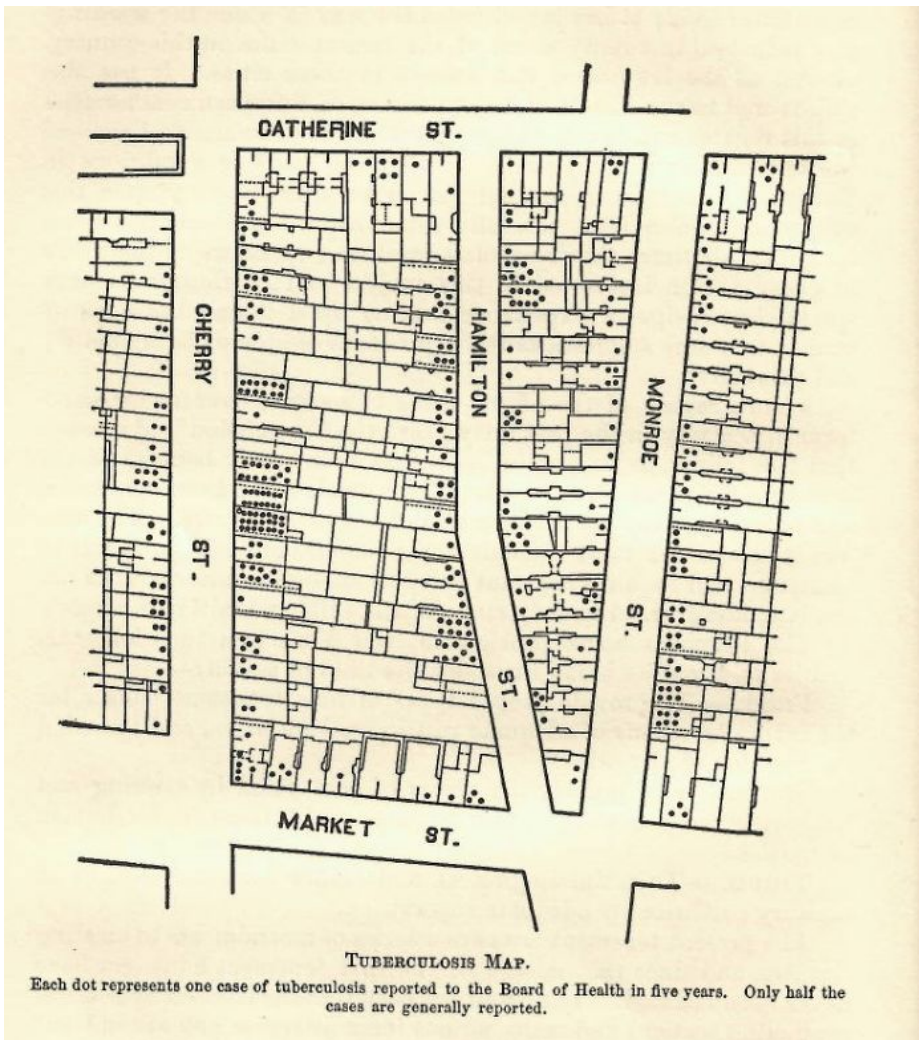 CATHERINE ST.
CHERRY ST.
HAMILTON ST.
MONROE ST.
MARKET ST.
TUBERCULOSIS MAP.
Each dot represents one case of tuberculosis reported to the Board of Health in five years. Only half the
cases are generally reported.